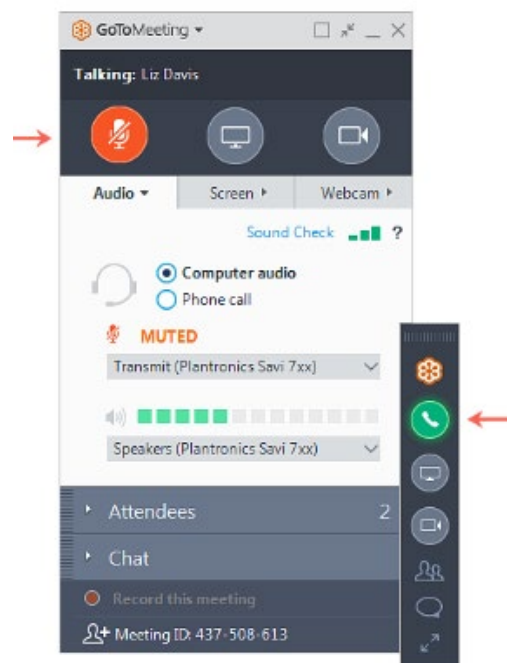 GoToMeeting
Talking: Liz Davis
Audio Screen Webcam
Sound Check ?
Computer audio
Phone call
MUTED
Transmit (Plantronics Savi 7xx)
Speakers (Plantronics Savi 7xx)
Attendees 2
Chat
Record this meeting
Meeting ID: 437-508-613